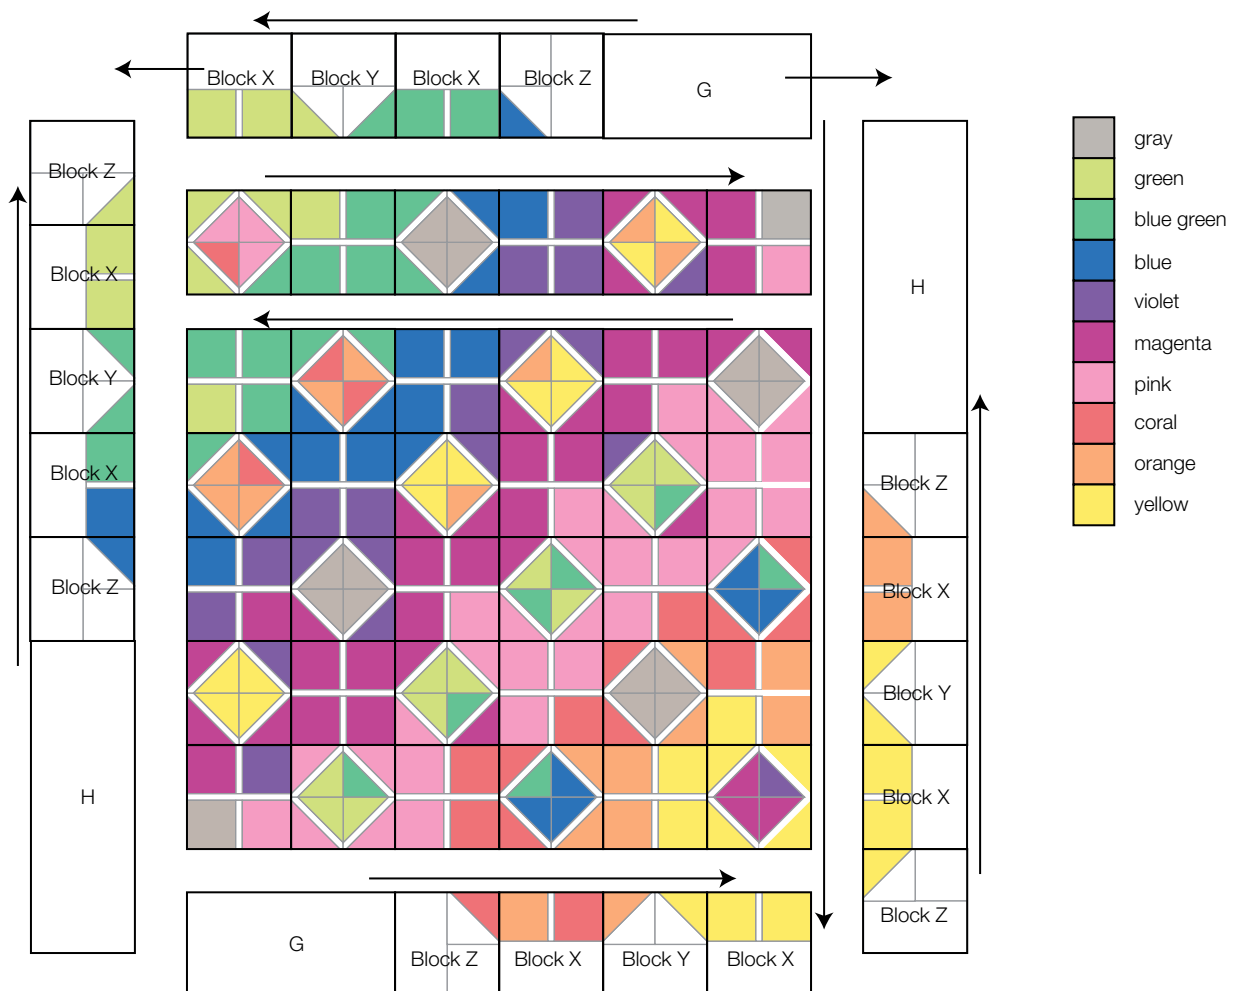 Block X
Block Y
Block X
Block Z
G
Block Z
Block X
Block Y
Block X
Block Z
H
H
Block Z
Block X
Block Y
Block X
Block Z
G
Block Z
Block X
Block Y
Block X
gray
green
blue green
blue
violet
magenta
pink
coral
orange
yellow